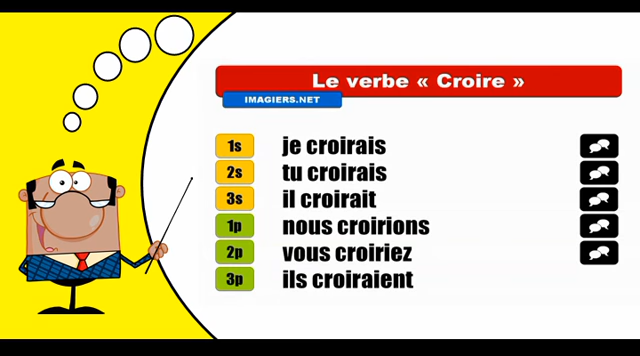 Le verbe « Croire »
IMAGIERS.NET
1s je croirais
2s tu croirais
3s il croirait
1p nous croirions
2p vous croiriez
3p ils croiraient